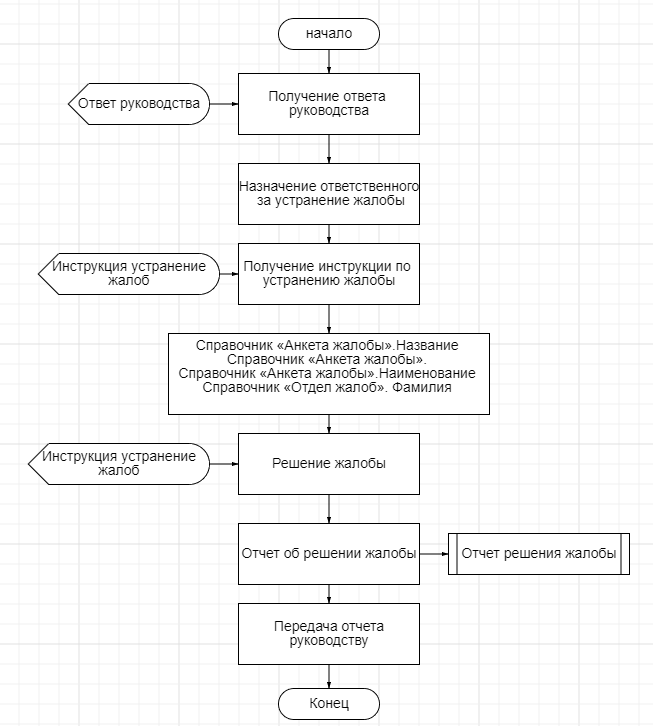 начало
Ответ руководства
Получение ответа
руководства
Назначение ответственного
за устранение жалобы
Инструкция устранение
жалоб
Получение инструкции по
устранению жалобы
Справочник «Анкета жалобы».Название
Справочник «Анкета жалобы».
Справочник «Анкета жалобы».Наименование
Справочник «Отдел жалоб». Фамилия
Инструкция устранение
жалоб
Решение жалобы
Отчет об решении жалобы
Отчет решения жалобы
Передача отчета
руководству
Конец